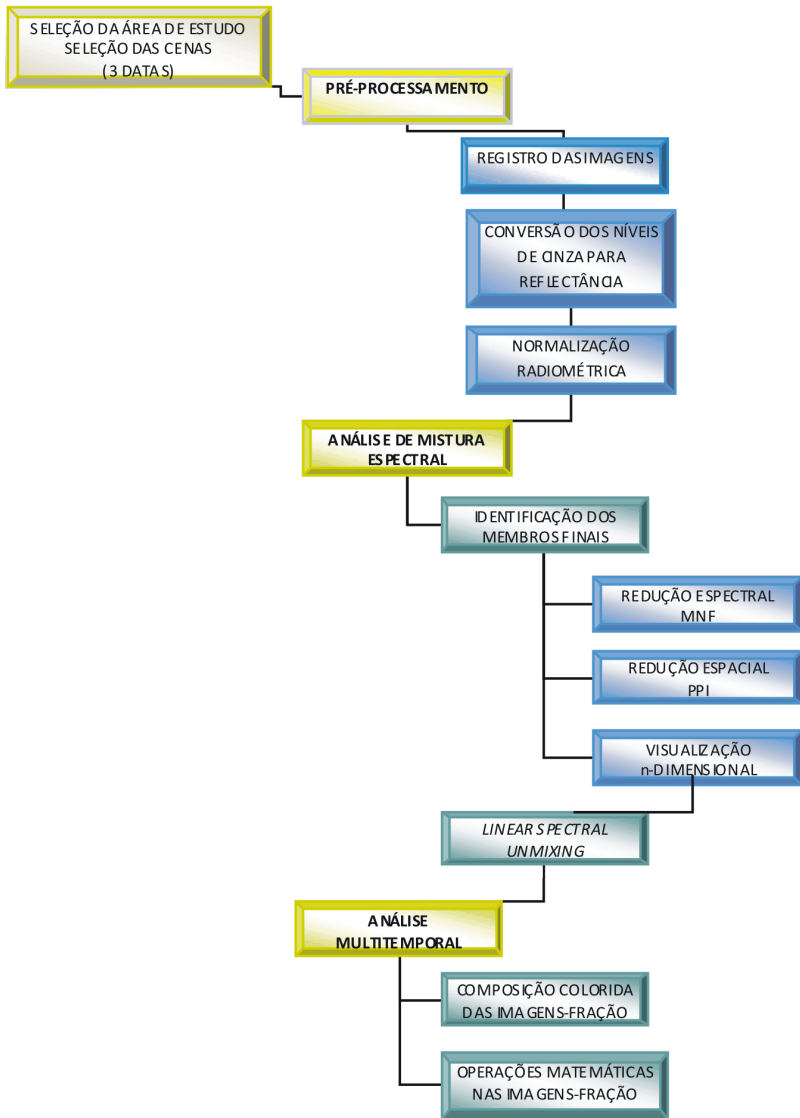 SELEÇÃO DA ÁREA DE ESTUDO
SELEÇÃO DAS CENAS
(3 DATAS)
PRÉ-PROCESSAMENTO
REGISTRO DAS IMAGENS
CONVERSÃO DOS NÍVEIS
DE CINZA PARA
REFLECTÂNCIA
NORMALIZAÇÃO
RADIOMÉTRICA
ANÁLISE DE MISTURA
ESPECTRAL
IDENTIFICAÇÃO DOS
MEMBROS FINAIS
REDUÇÃO ESPECTRAL
MNF
REDUÇÃO ESPACIAL
PPI
VISUALIZAÇÃO
n-DIMENSIONAL
LINEAR SPECTRAL
UNMIXING
ANÁLISE
MULTITEMPORAL
COMPOSIÇÃO COLORIDA
DAS IMAGENS-FRAÇÃO
OPERAÇÕES MATEMÁTICAS
NAS IMAGENS-FRAÇÃO